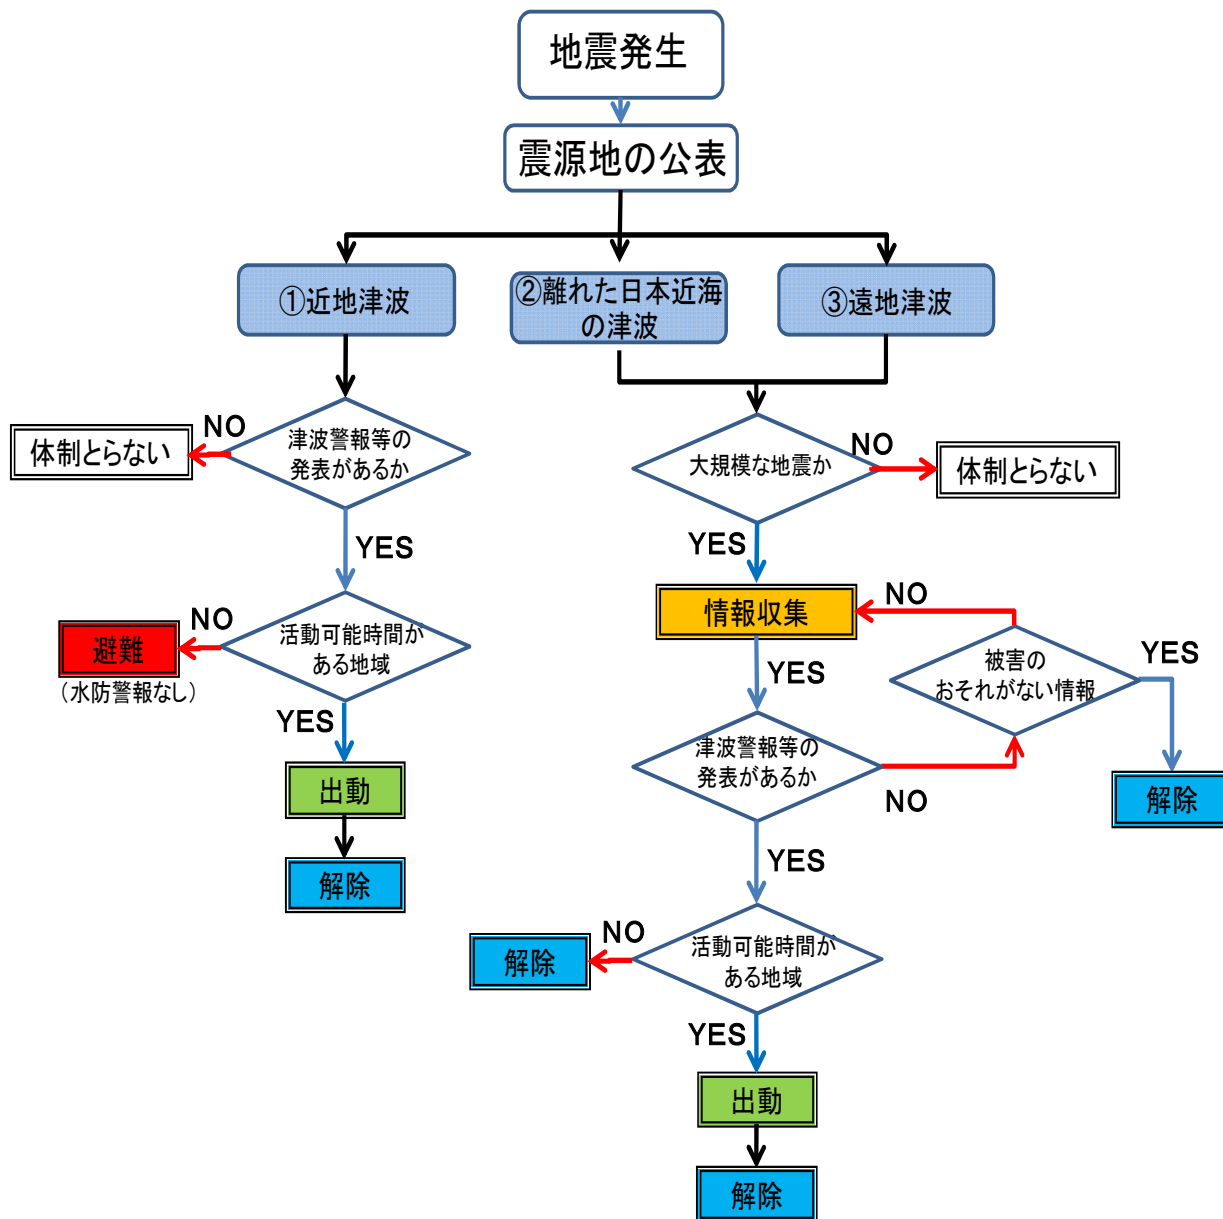 地震発生
震源地の公表
①近地津波
②離れた日本近海
の津波
③遠地津波
体制とらない
NO
津波警報等の
発表があるか
大規模な地震か
NO
体制とらない
YES
YES
避難
(水防警報なし)
NO
活動可能時間が
ある地域
情報収集
NO
被害の
おそれがない情報
YES
YES
YES
出動
津波警報等の
発表があるか
NO
解除
解除
YES
解除
NO
活動可能時間が
ある地域
YES
出動
解除